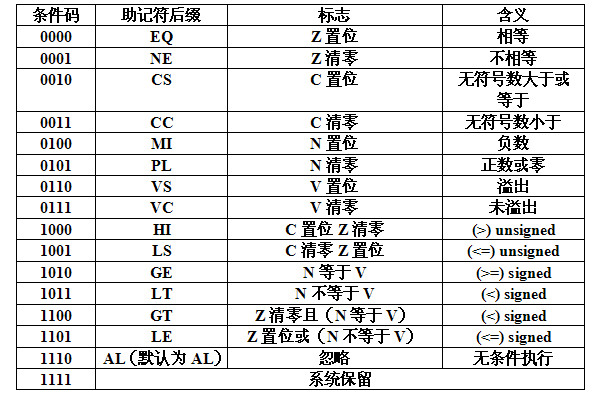 条件码 助记符后缀 标志 含义
0000 EQ Z 置位 相等
0001 NE Z 清零 不相等
0010 CS C 置位 无符号数大于或
等于
0011 CC C 清零 无符号数小于
0100 MI N 置位 负数
0101 PL N 清零 正数或零
0110 VS V 置位 溢出
0111 VC V 清零 未溢出
1000 HI C 置位 Z 清零 (>) unsigned
1001 LS C 清零 Z 置位 (<=) unsigned
1010 GE N 等于 V (>=) signed
1011 LT N 不等于 V (<) signed
1100 GT Z 清零且（N 等于 V） (<) signed
1101 LE Z 置位或（N 不等于 V） (<=) signed
1110 AL（默认为 AL） 忽略 无条件执行
1111 系统保留